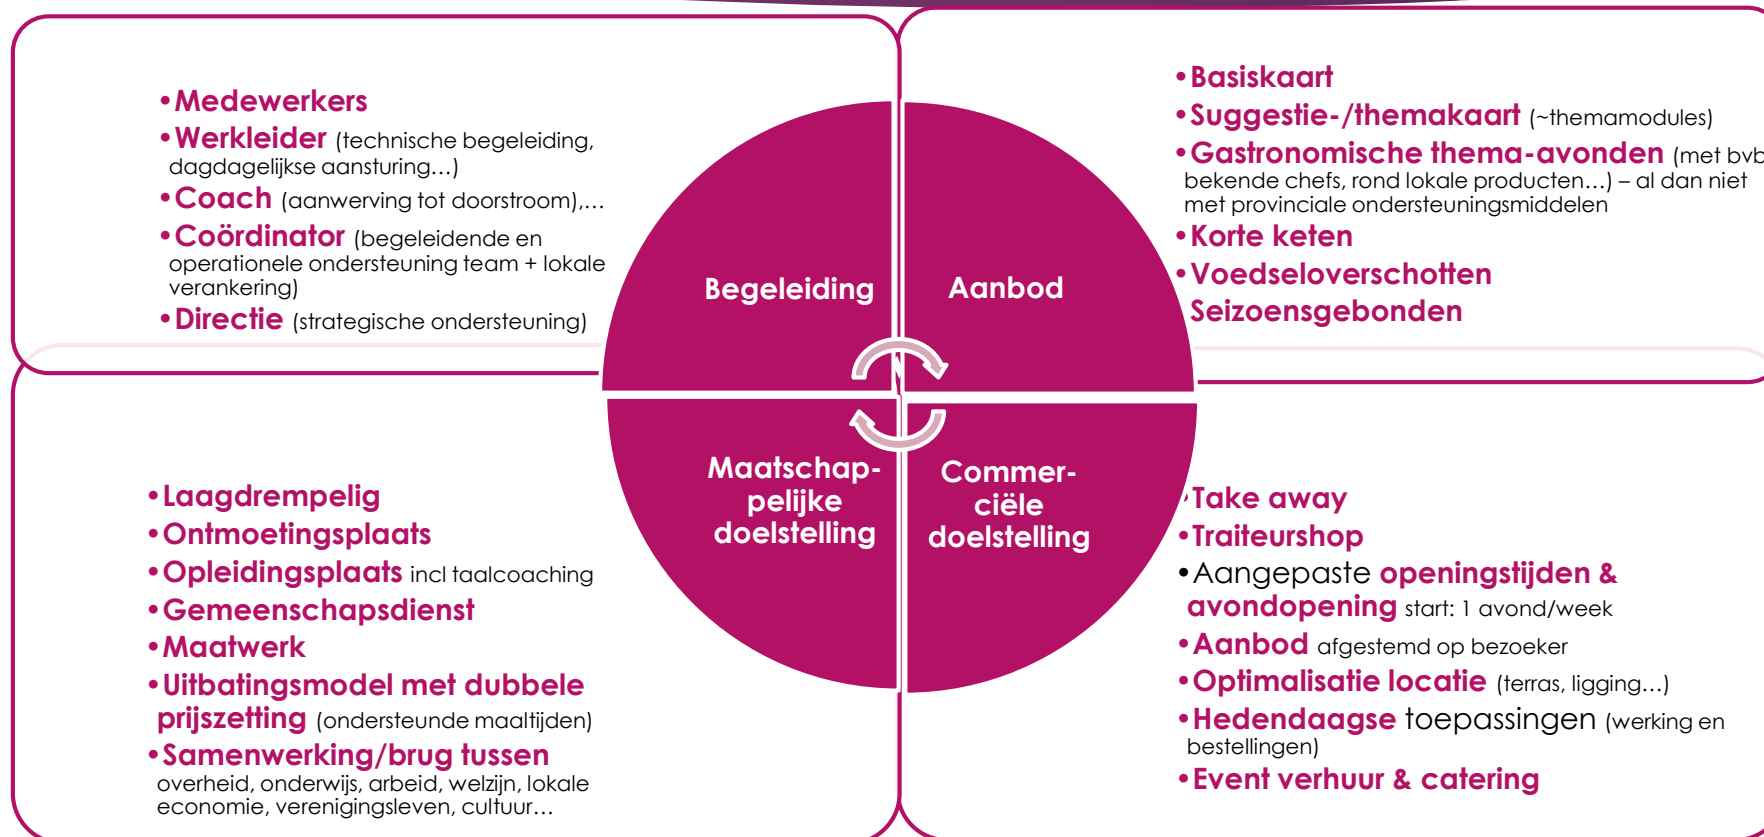 •Medewerkers
•Werkleider (technische begeleiding,
dagdagelijkse aansturing…)
•Coach (aanwerving tot doorstroom),…
•Coördinator (begeleidende en
operationele ondersteuning team + lokale
verankering)
•Directie (strategische ondersteuning)
Begeleiding
Aanbod
•Basiskaart
•Suggestie-/themakaart (~themamodules)
•Gastronomische thema-avonden (met bvb
bekende chefs, rond lokale producten…) – al dan niet
met provinciale ondersteuningsmiddelen
•Korte keten
•Voedseloverschotten
Seizoensgebonden
•Laagdrempelig
•Ontmoetingsplaats
•Opleidingsplaats incl taalcoaching
•Gemeenschapsdienst
•Maatwerk
•Uitbatingsmodel met dubbele
prijszetting (ondersteunde maaltijden)
•Samenwerking/brug tussen
overheid, onderwijs, arbeid, welzijn, lokale
economie, verenigingsleven, cultuur…
Maatschap-
pelijke
doelstelling
Commer-
ciële
doelstelling
•Take away
•Traiteurshop
•Aangepaste openingstijden &
avondopening start: 1 avond/week
•Aanbod afgestemd op bezoeker
•Optimalisatie locatie (terras, ligging…)
•Hedendaagse toepassingen (werking en
bestellingen)
•Event verhuur & catering